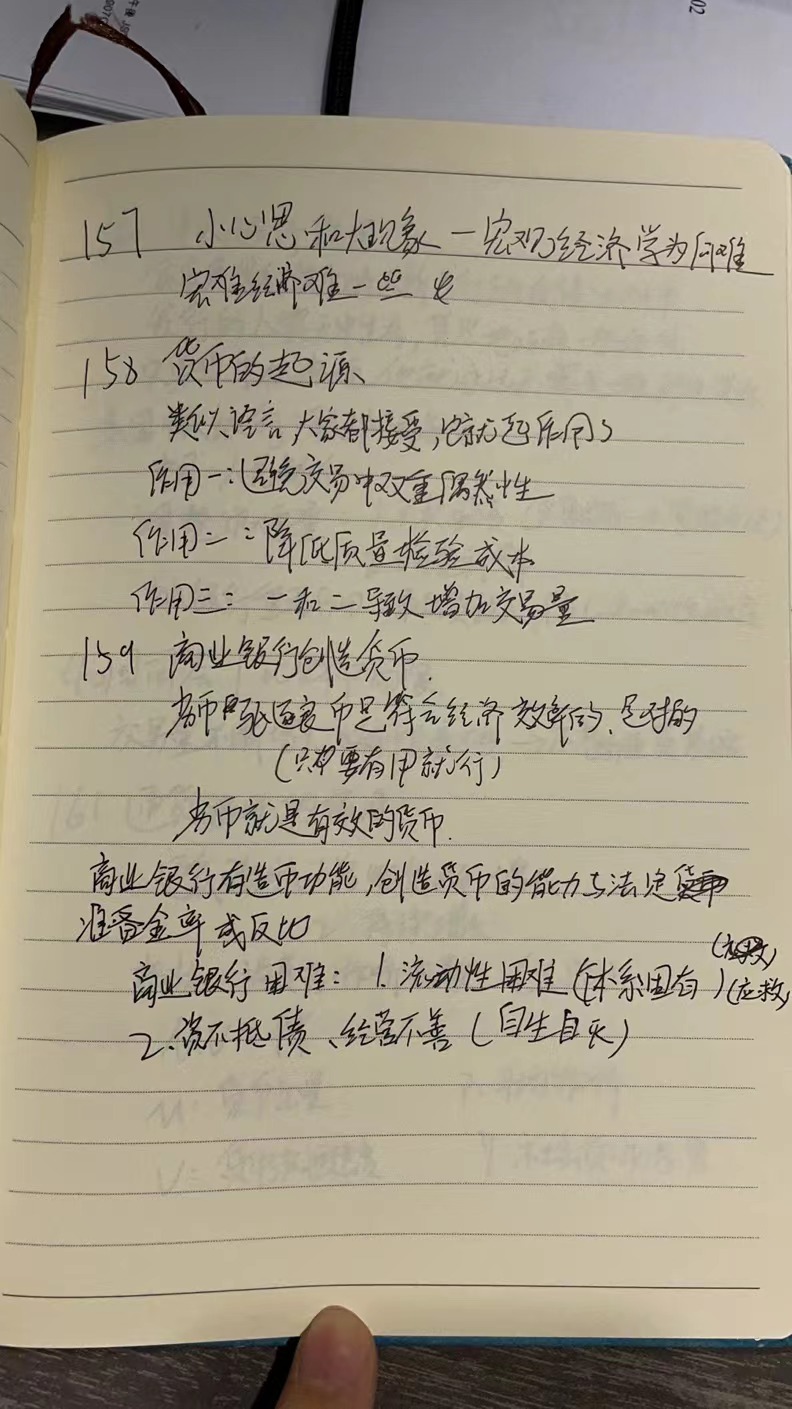 02
157 小心思和大现象一宏观经济学为何难
宏观经济难一些
158 货币的起源、
类似语言,大家都接受,它就起作用了
作用一:避免交易中双重偶然性
作用二:降低质量检验成本
作用三:一和二导致增加交易量
159 商业银行创造货币.
劣币驱逐良币是符合经济效率的、是对的
(只要有用就行)
劣币就是有效的货币.
商业银行有造币功能,创造货币的能力与法定
准备金率成反比
商业银行困难:1.流动性困难(体系固有)(应救)
2.资不抵债、经营不善(自生自灭)